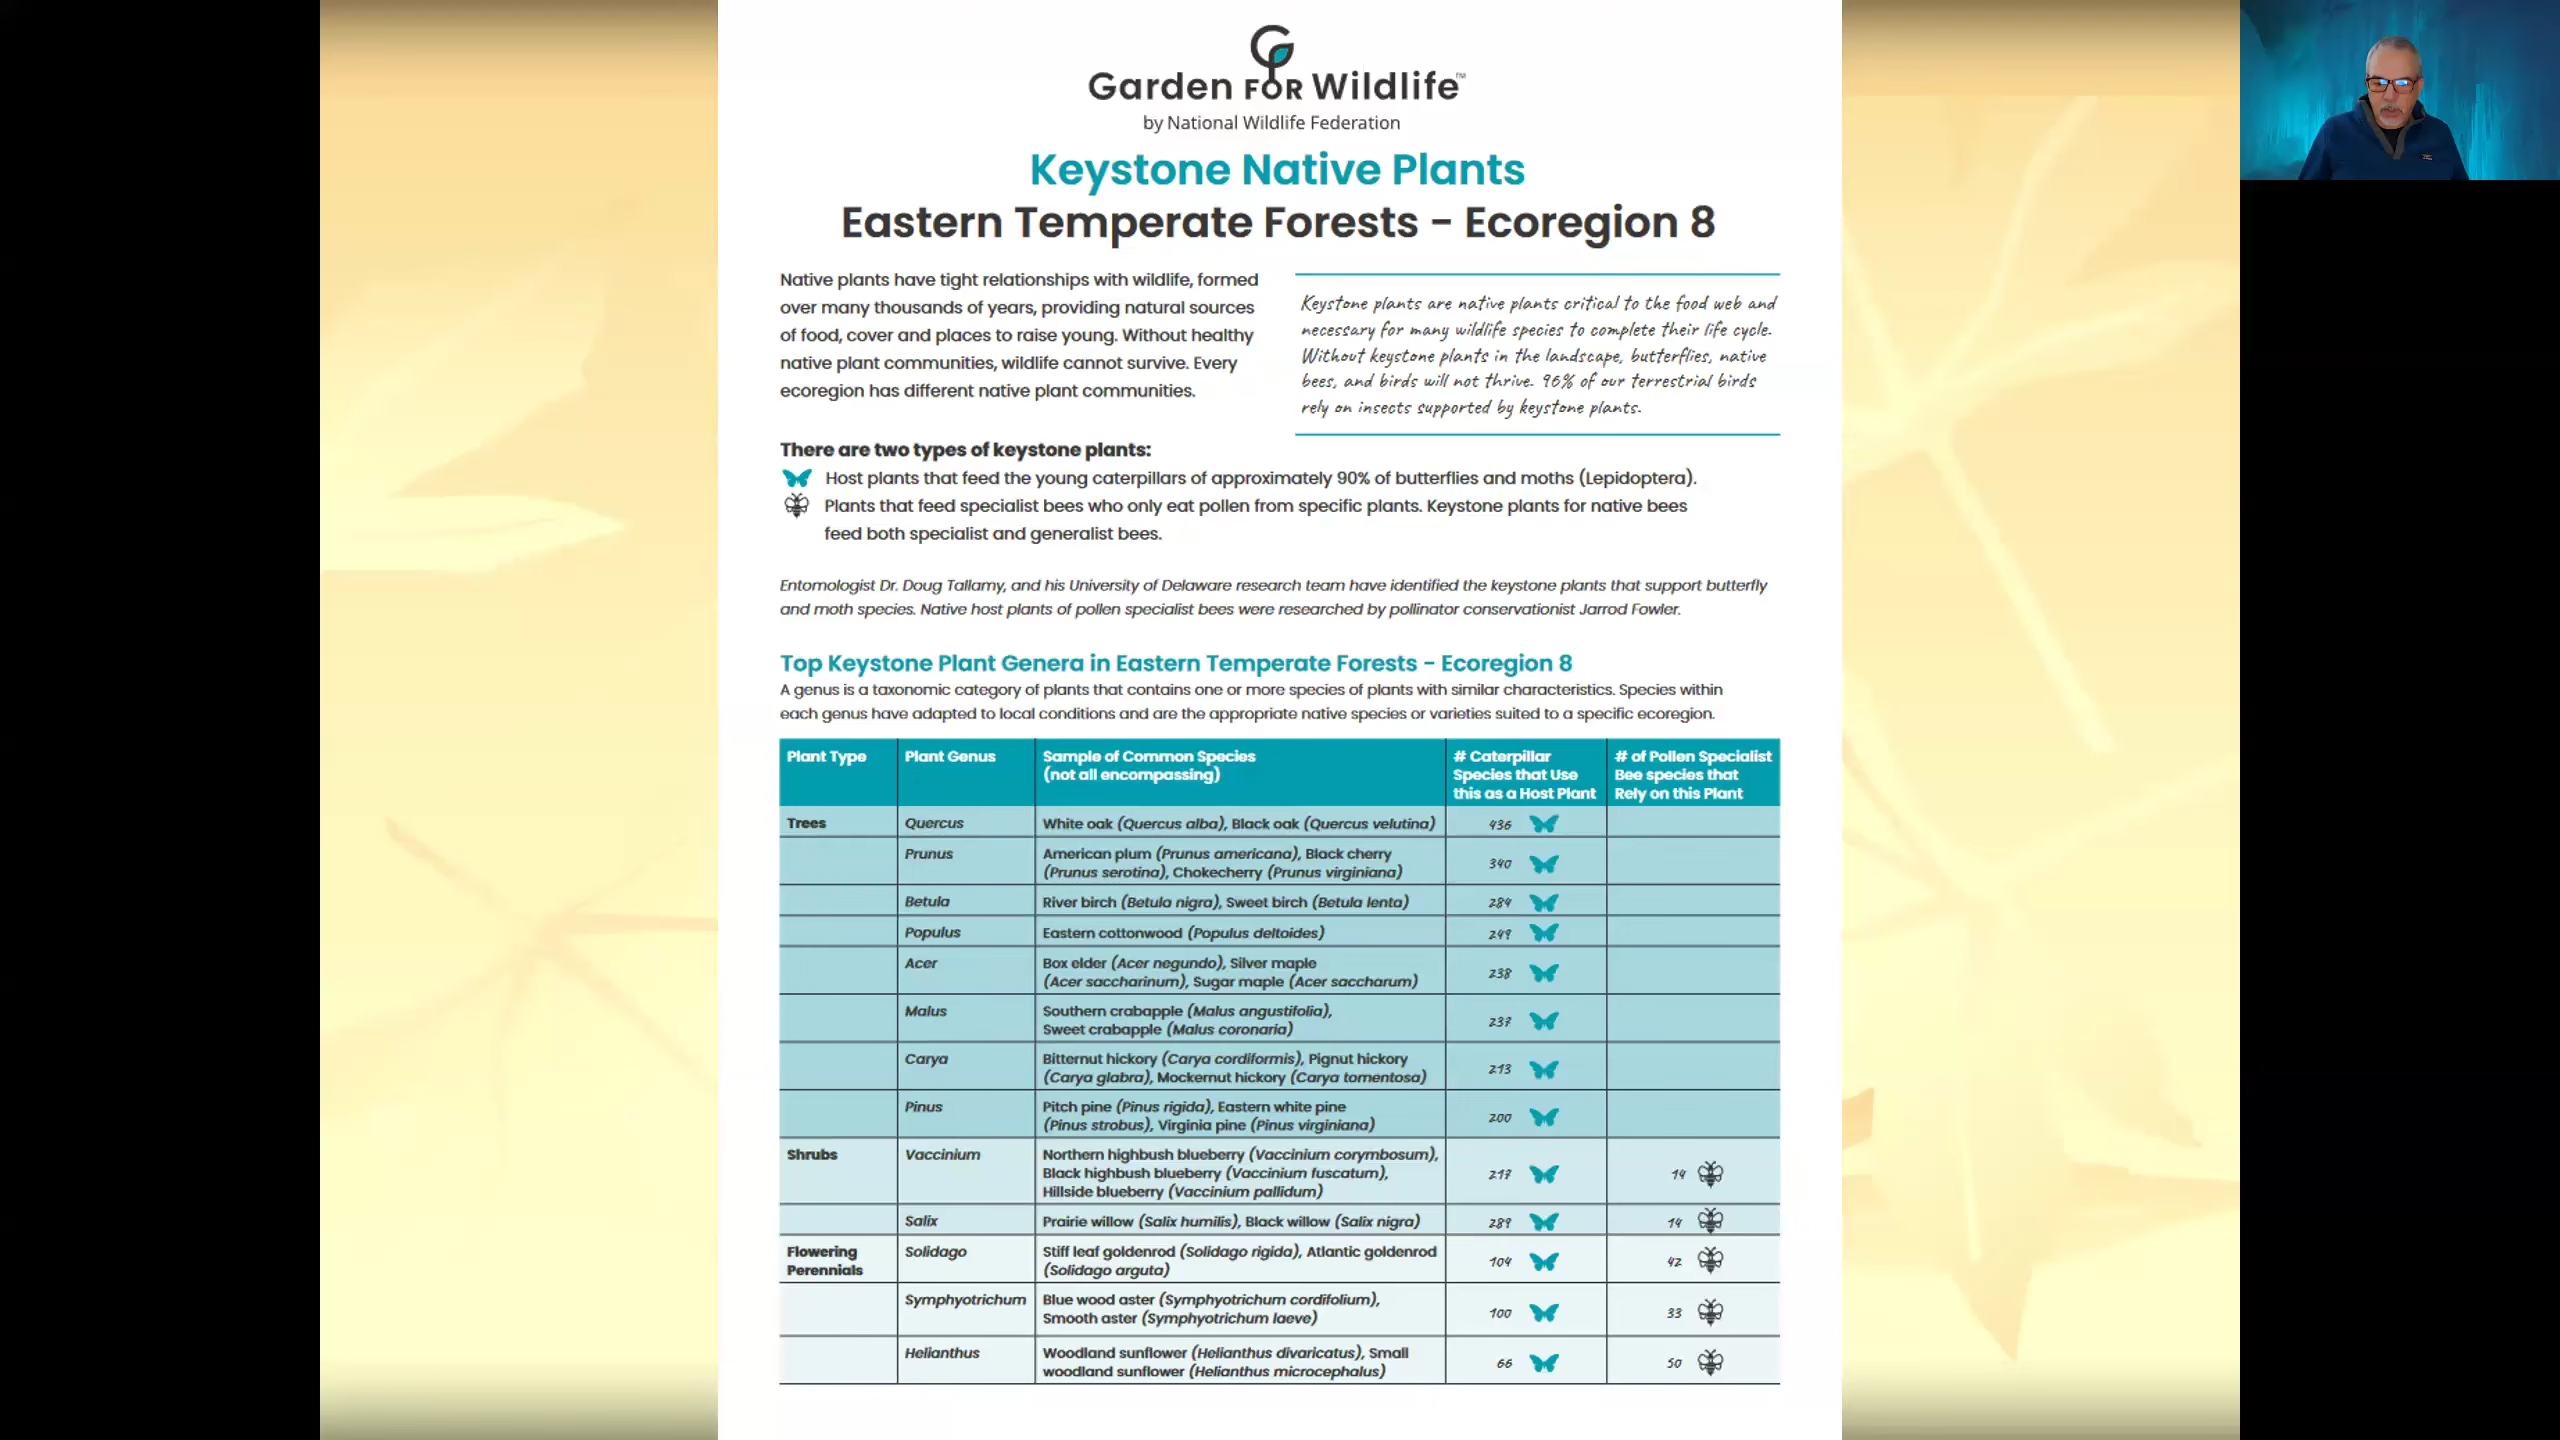 Garden FOR Wildlife™
by National Wildlife Federation
Keystone Native Plants
Eastern Temperate Forests - Ecoregion 8
Native plants have tight relationships with wildlife, formed
over many thousands of years, providing natural sources
of food, cover and places to raise young. Without healthy
native plant communities, wildlife cannot survive. Every
ecoregion has different native plant communities.
Keystone plants are native plants critical to the food web and
necessary for many wildlife species to complete their life cycle.
Without keystone plants in the landscape, butterflies, native
bees, and birds will not thrive. 96% of our terrestrial birds
rely on insects supported by keystone plants.
There are two types of keystone plants:
Host plants that feed the young caterpillars of approximately 90% of butterflies and moths (Lepidoptera).
Plants that feed specialist bees who only eat pollen from specific plants. Keystone plants for native bees
feed both specialist and generalist bees.
Entomologist Dr. Doug Tallamy, and his University of Delaware research team have identified the keystone plants that support butterfly
and moth species. Native host plants of pollen specialist bees were researched by pollinator conservationist Jarrod Fowler.
Top Keystone Plant Genera in Eastern Temperate Forests - Ecoregion 8
A genus is a taxonomic category of plants that contains one or more species of plants with similar characteristics. Species within
each genus have adapted to local conditions and are the appropriate native species or varieties suited to a specific ecoregion.
Plant Type
Plant Genus
Sample of Common Species
(not all encompassing)
# Caterpillar
Species that Use
this as a Host Plant
# of Pollen Specialist
Bee species that
Rely on this Plant
Trees
Quercus
White oak (Quercus alba), Black oak (Quercus velutina)
436
Prunus
American plum (Prunus americana), Black cherry
(Prunus serotina), Chokecherry (Prunus virginiana)
340
Betula
River birch (Betula nigra), Sweet birch (Betula lenta)
284
Populus
Eastern cottonwood (Populus deltoides)
249
Acer
Box elder (Acer negundo), Silver maple
(Acer saccharinum), Sugar maple (Acer saccharum)
238
Malus
Southern crabapple (Malus angustifolia),
Sweet crabapple (Malus coronaria)
237
Carya
Bitternut hickory (Carya cordiformis), Pignut hickory
(Carya glabra), Mockernut hickory (Carya tomentosa)
213
Pinus
Pitch pine (Pinus rigida), Eastern white pine
(Pinus strobus), Virginia pine (Pinus virginiana)
200
Shrubs
Vaccinium
Northern highbush blueberry (Vaccinium corymbosum),
Black highbush blueberry (Vaccinium fuscatum),
Hillside blueberry (Vaccinium pallidum)
217
14
Salix
Prairie willow (Salix humilis), Black willow (Salix nigra)
289
14
Flowering
Perennials
Solidago
Stiff leaf goldenrod (Solidago rigida), Atlantic goldenrod
(Solidago arguta)
104
42
Symphyotrichum
Blue wood aster (Symphyotrichum cordifolium),
Smooth aster (Symphyotrichum laeve)
100
33
Helianthus
Woodland sunflower (Helianthus divaricatus), Small
woodland sunflower (Helianthus microcephalus)
66
50